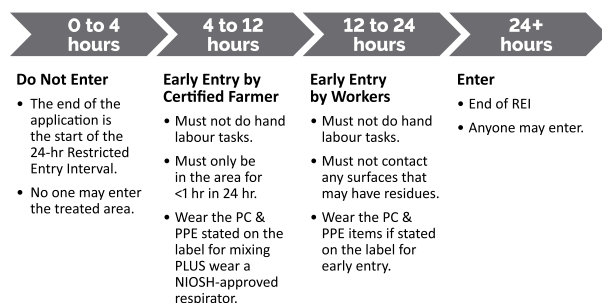 0 to 4
hours
4 to 12
hours
12 to 24
hours
24+
hours
Do Not Enter
• The end of the
application is
the start of the
24-hr Restricted
Entry Interval.
• No one may enter
the treated area.
Early Entry by
Certified Farmer
• Must not do hand
labour tasks.
• Must only be
in the area for
<1 hr in 24 hr.
• Wear the PC &
PPE stated on the
label for mixing
PLUS wear a
NIOSH-approved
respirator.
Early Entry
by Workers
• Must not do hand
labour tasks.
• Must not contact
any surfaces that
may have residues.
• Wear the PC &
PPE items if stated
on the label for
early entry.
Enter
• End of REI
• Anyone may enter.